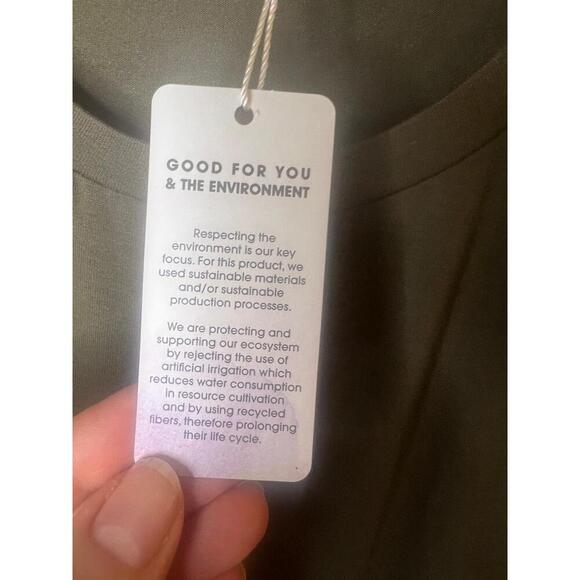 GOOD FOR YOU
& THE ENVIRONMENT
Respecting the
environment is our key
focus. For this product, we
used sustainable materials
and/or sustainable
production processes.
We are protecting and
supporting our ecosystem
by rejecting the use of
artificial irrigation which
reduces water consumption
in resource cultivation
and by using recycled
fibers, therefore prolonging
their life cycle.